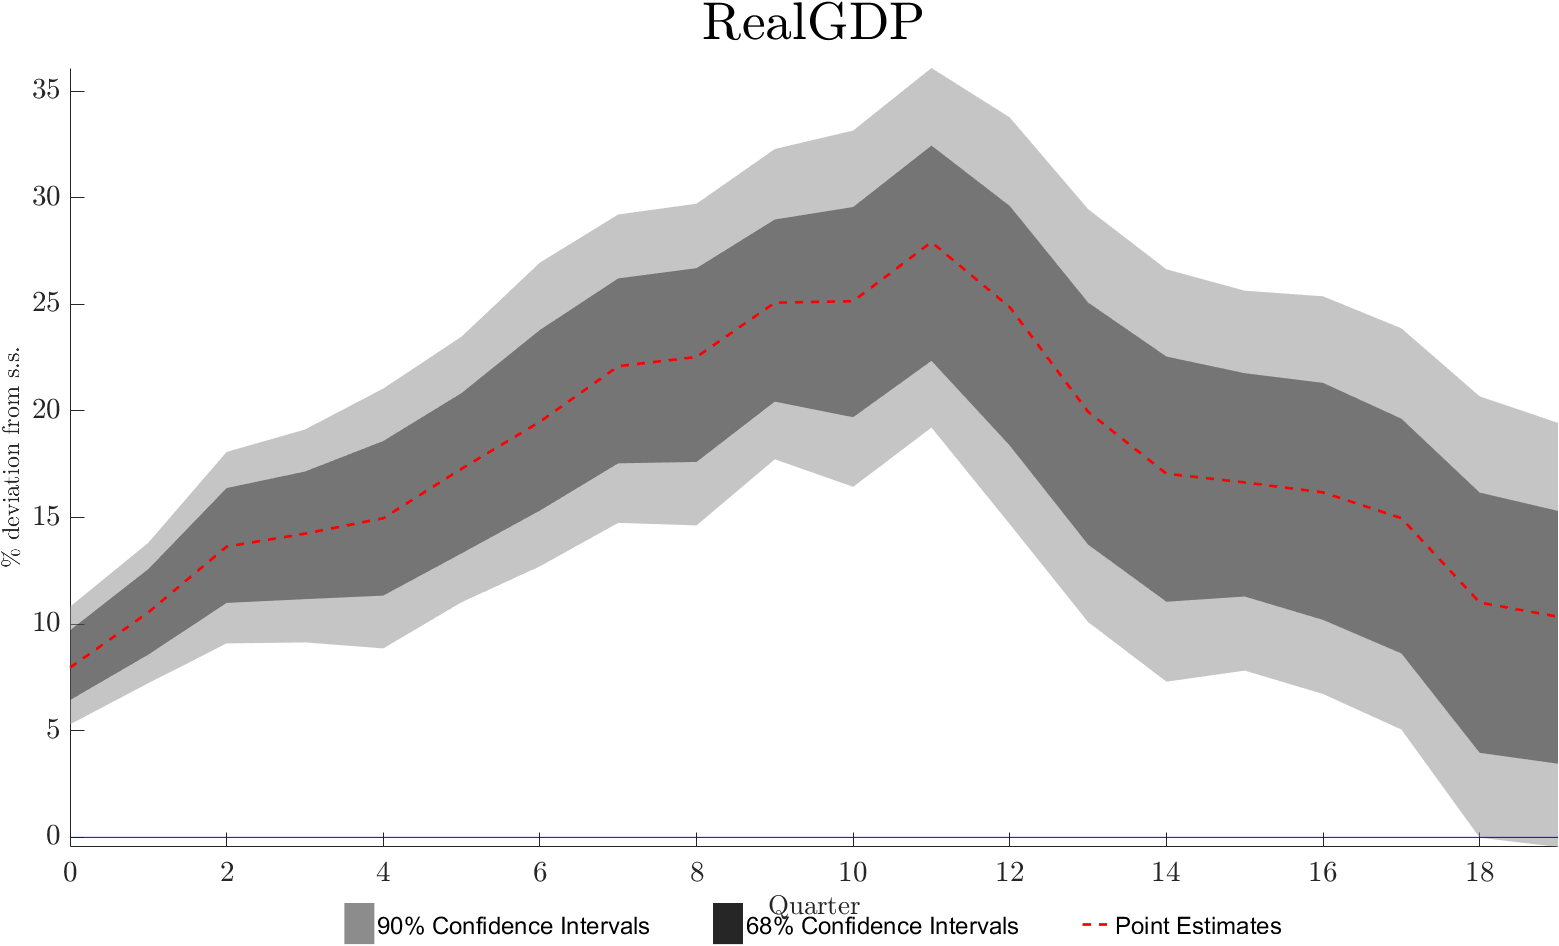 RealGDP
% deviation from s.s.
35
30
25
20
15
10
5
0
0 2 4 6 8 10 12 14 16 18
Quarter
90% Confidence Intervals 68% Confidence Intervals Point Estimates